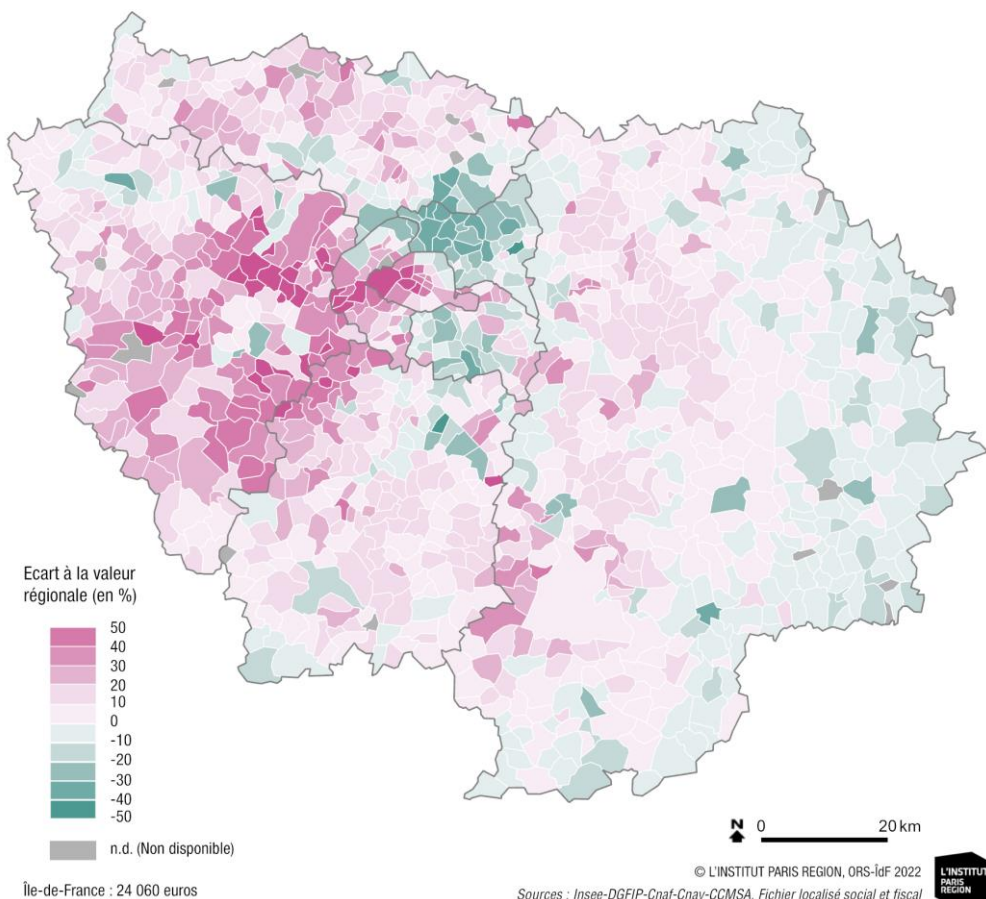 Ecart à la valeur
régionale (en %)
50
40
30
20
10
0
-10
-20
-30
-40
-50
n.d. (Non disponible)
Île-de-France : 24 060 euros
N 0 20 km
© L'INSTITUT PARIS REGION, ORS-ÎdF 2022
Sources : Insee-DGFIP-Cnaf-Cnav-CCMSA, Fichier localisé social et fiscal
L'INSTITUT
PARIS
REGION